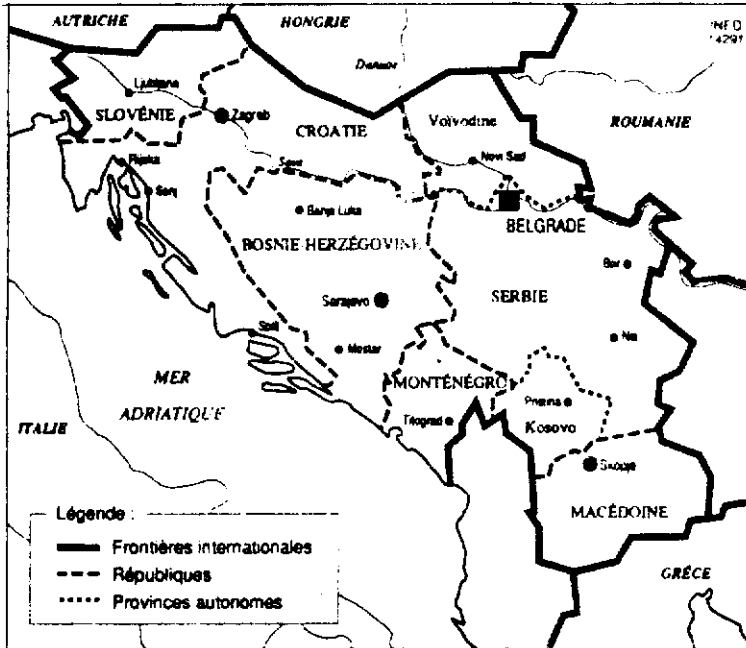 AUTRICHE
HONGRIE
Danube
Ljubljana
SLOVÉNIE
Zagreb
CROATIE
Voïvodine
ROUMANIE
Rijeka
Senj
Save
Novi Sad
Banja Luka
BELGRADE
BOSNIE HERZÉGOVINE
Bor
Sarajevo
SERBIE
Split
Mostar
Nis
MER
ADRIATIQUE
MONTÉNÉGRO
Pristina
ITALIE
Titograd
Kosovo
Skopje
MACÉDOINE
GRÉCE
Légende :
Frontières internationales
Républiques
Provinces autonomes